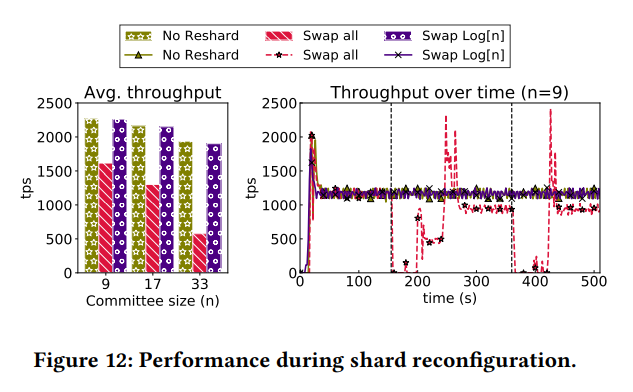 No Reshard Swap all Swap Log[n]
No Reshard Swap all Swap Log[n]
Avg. throughput
2500
2000
1500
1000
500
0
tps
9 17 33
Committee size (n)
Throughput over time (n=9)
2500
2000
1500
1000
500
0
tps
0 100 200 300 400 500
time (s)
Figure 12: Performance during shard reconfiguration.